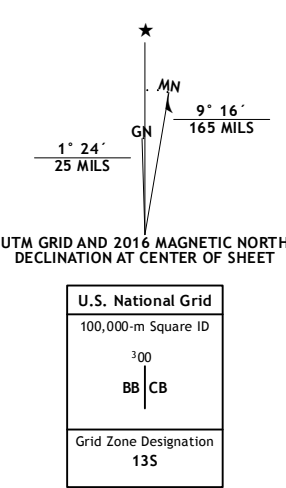 ★
MN
GN
9° 16´
165 MILS
1° 24´
25 MILS
UTM GRID AND 2016 MAGNETIC NORTH
DECLINATION AT CENTER OF SHEET
U.S. National Grid
100,000-m Square ID
³00
BB CB
Grid Zone Designation
13S